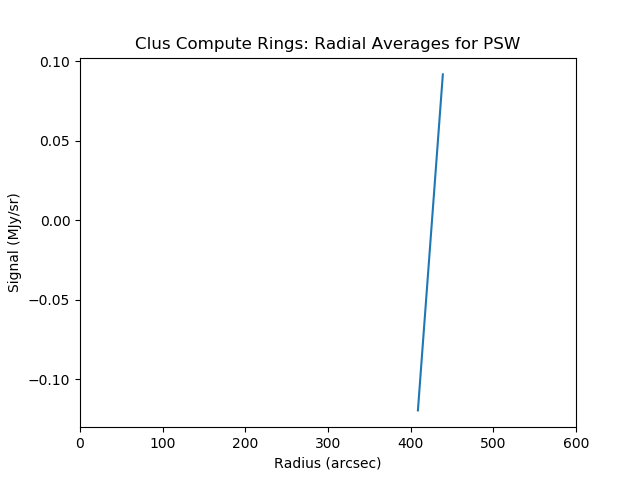 Clus Compute Rings: Radial Averages for PSW
0.10
0.05
0.00
−0.05
−0.10
Signal (MJy/sr)
0 100 200 300 400 500 600
Radius (arcsec)